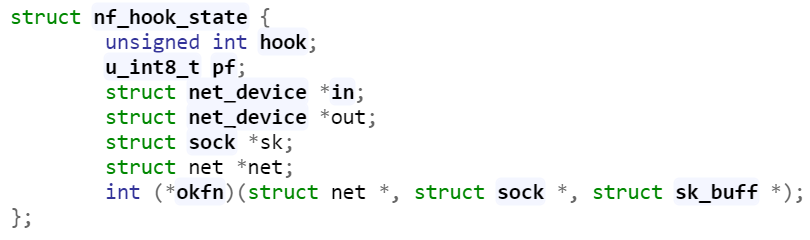 struct nf_hook_state {
unsigned int hook;
u_int8_t pf;
struct net_device *in;
struct net_device *out;
struct sock *sk;
struct net *net;
int (*okfn)(struct net *, struct sock *, struct sk_buff *);
};